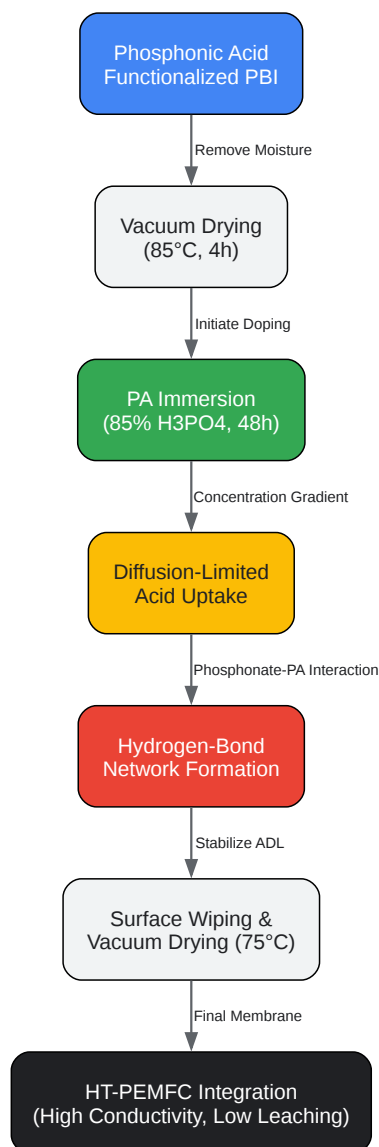 Phosphonic Acid
Functionalized PBI
Remove Moisture
Vacuum Drying
(85°C, 4h)
Initiate Doping
PA Immersion
(85% H3PO4, 48h)
Concentration Gradient
Diffusion-Limited
Acid Uptake
Phosphonate-PA Interaction
Hydrogen-Bond
Network Formation
Stabilize ADL
Surface Wiping &
Vacuum Drying (75°C)
Final Membrane
HT-PEMFC Integration
(High Conductivity, Low Leaching)